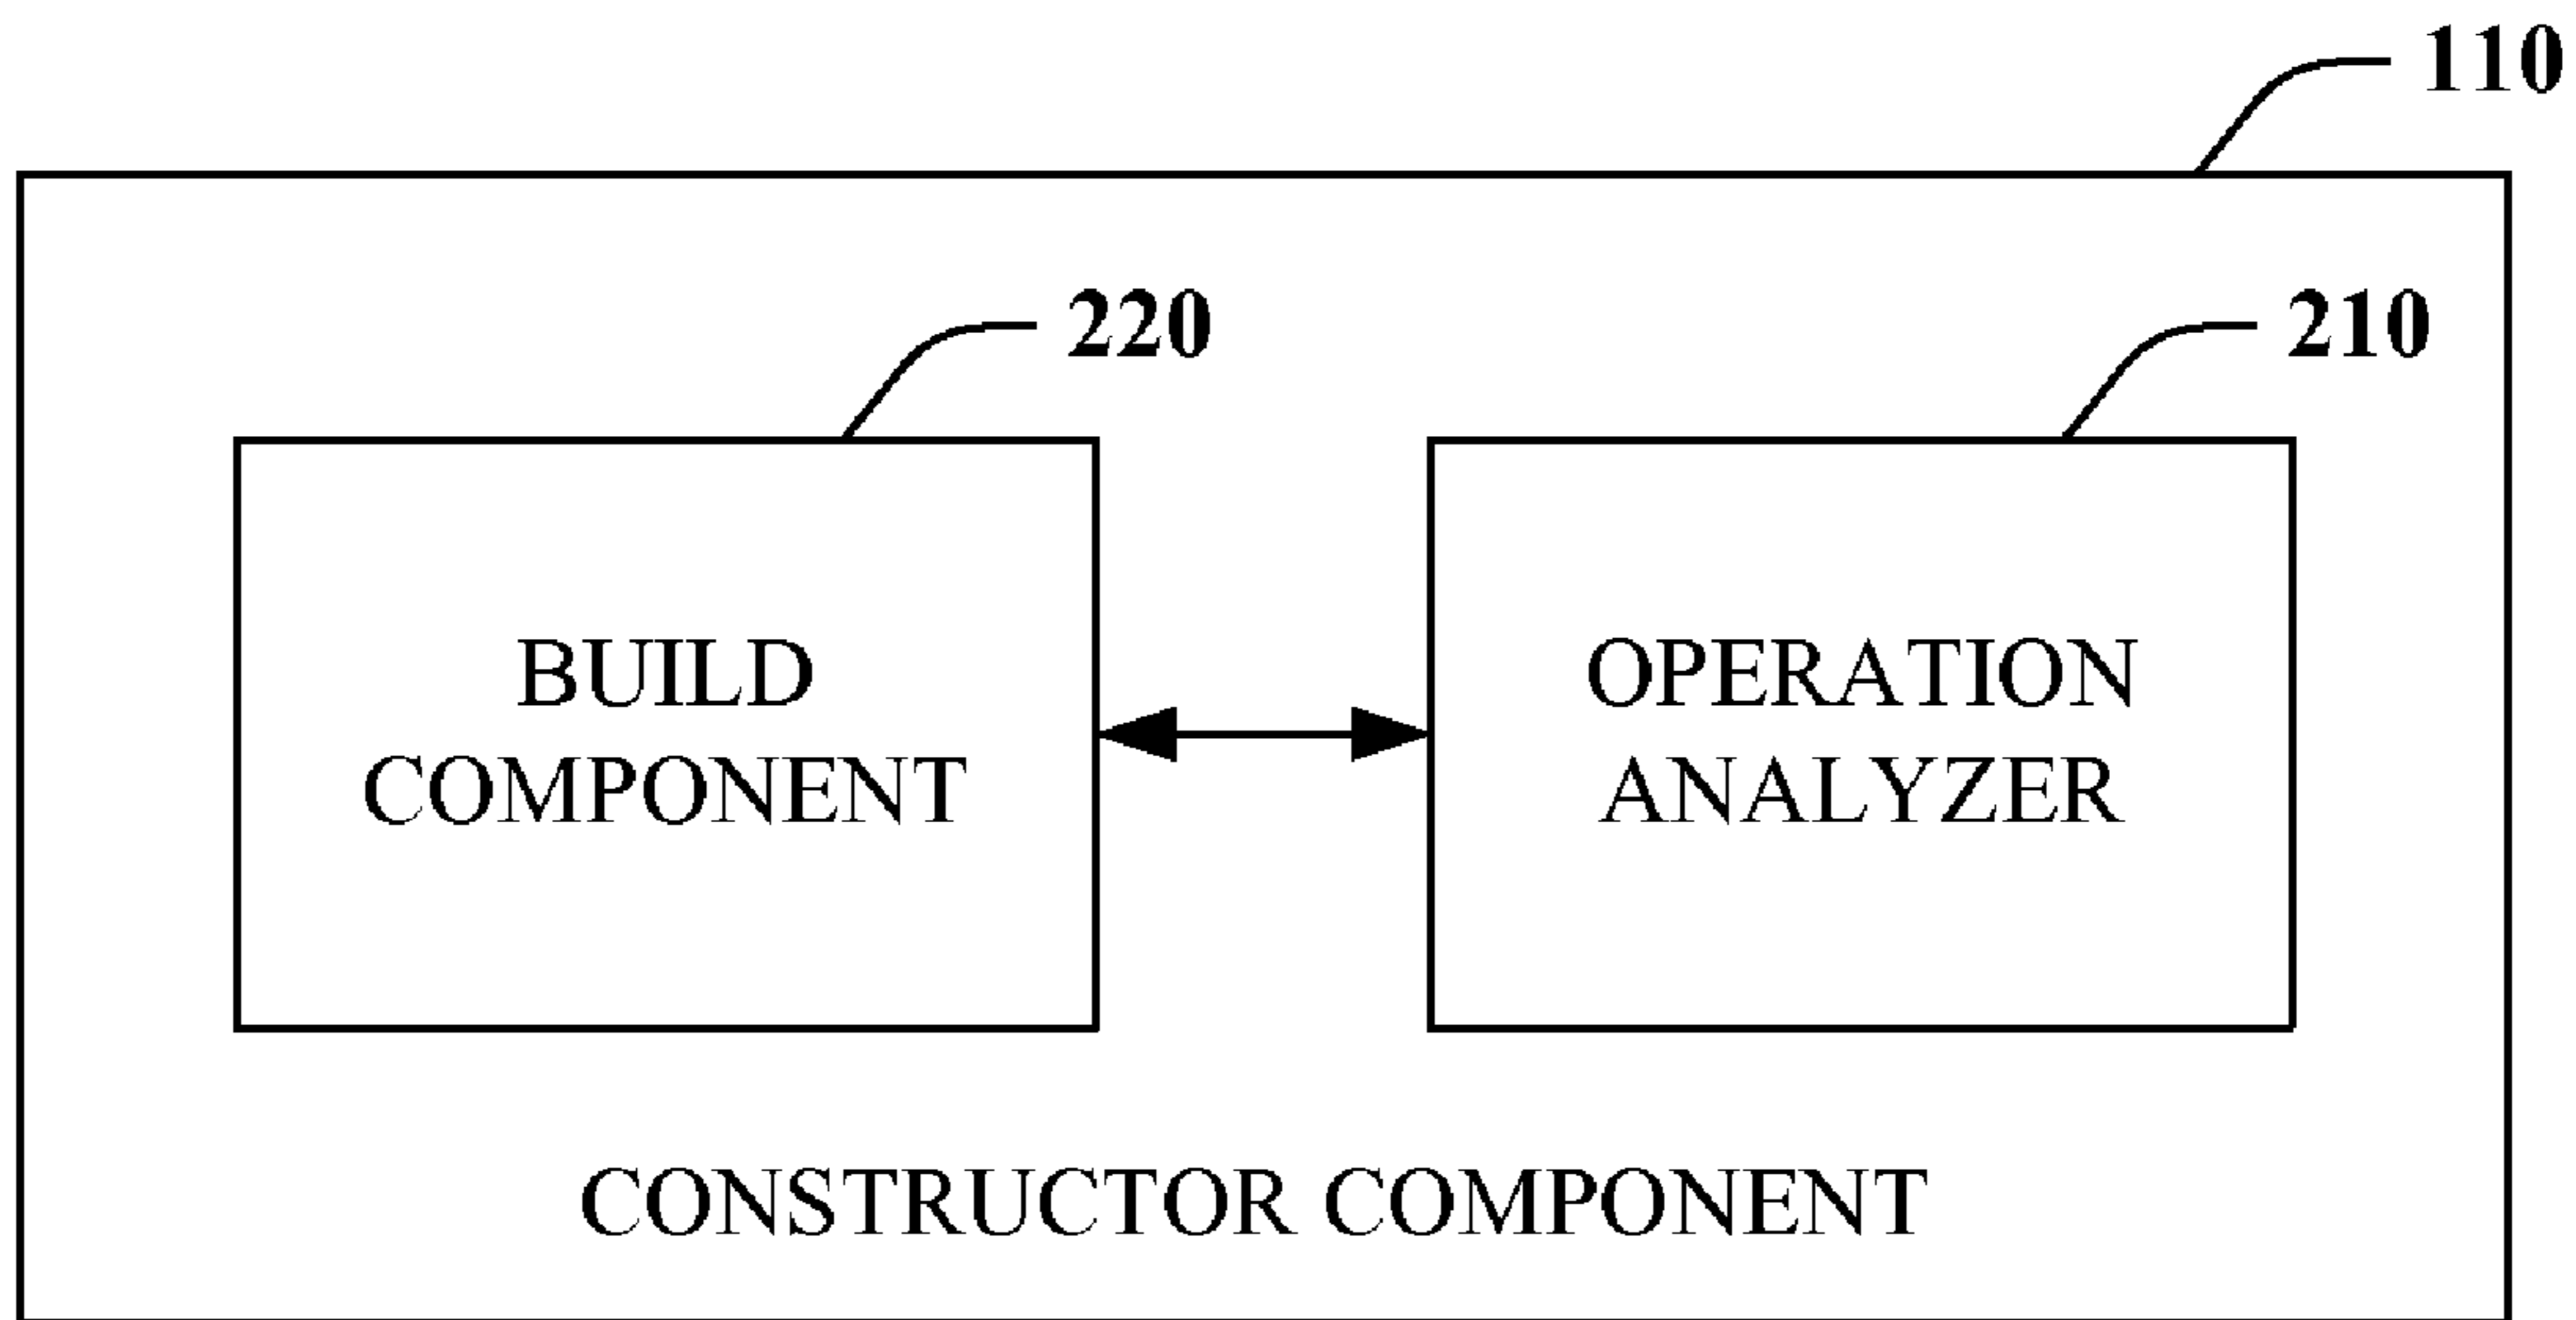 110
220
210
BUILD
COMPONENT
OPERATION
ANALYZER
CONSTRUCTOR COMPONENT